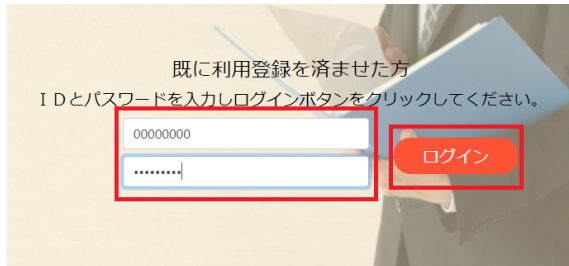 既に利用登録を済ませた方
ＩＤとパスワードを入力しログインボタンをクリックしてください。
00000000
•••••••••
ログイン